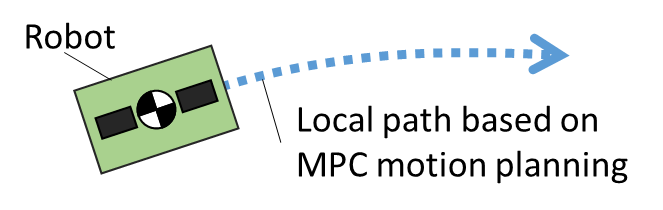 Robot
Local path based on
MPC motion planning